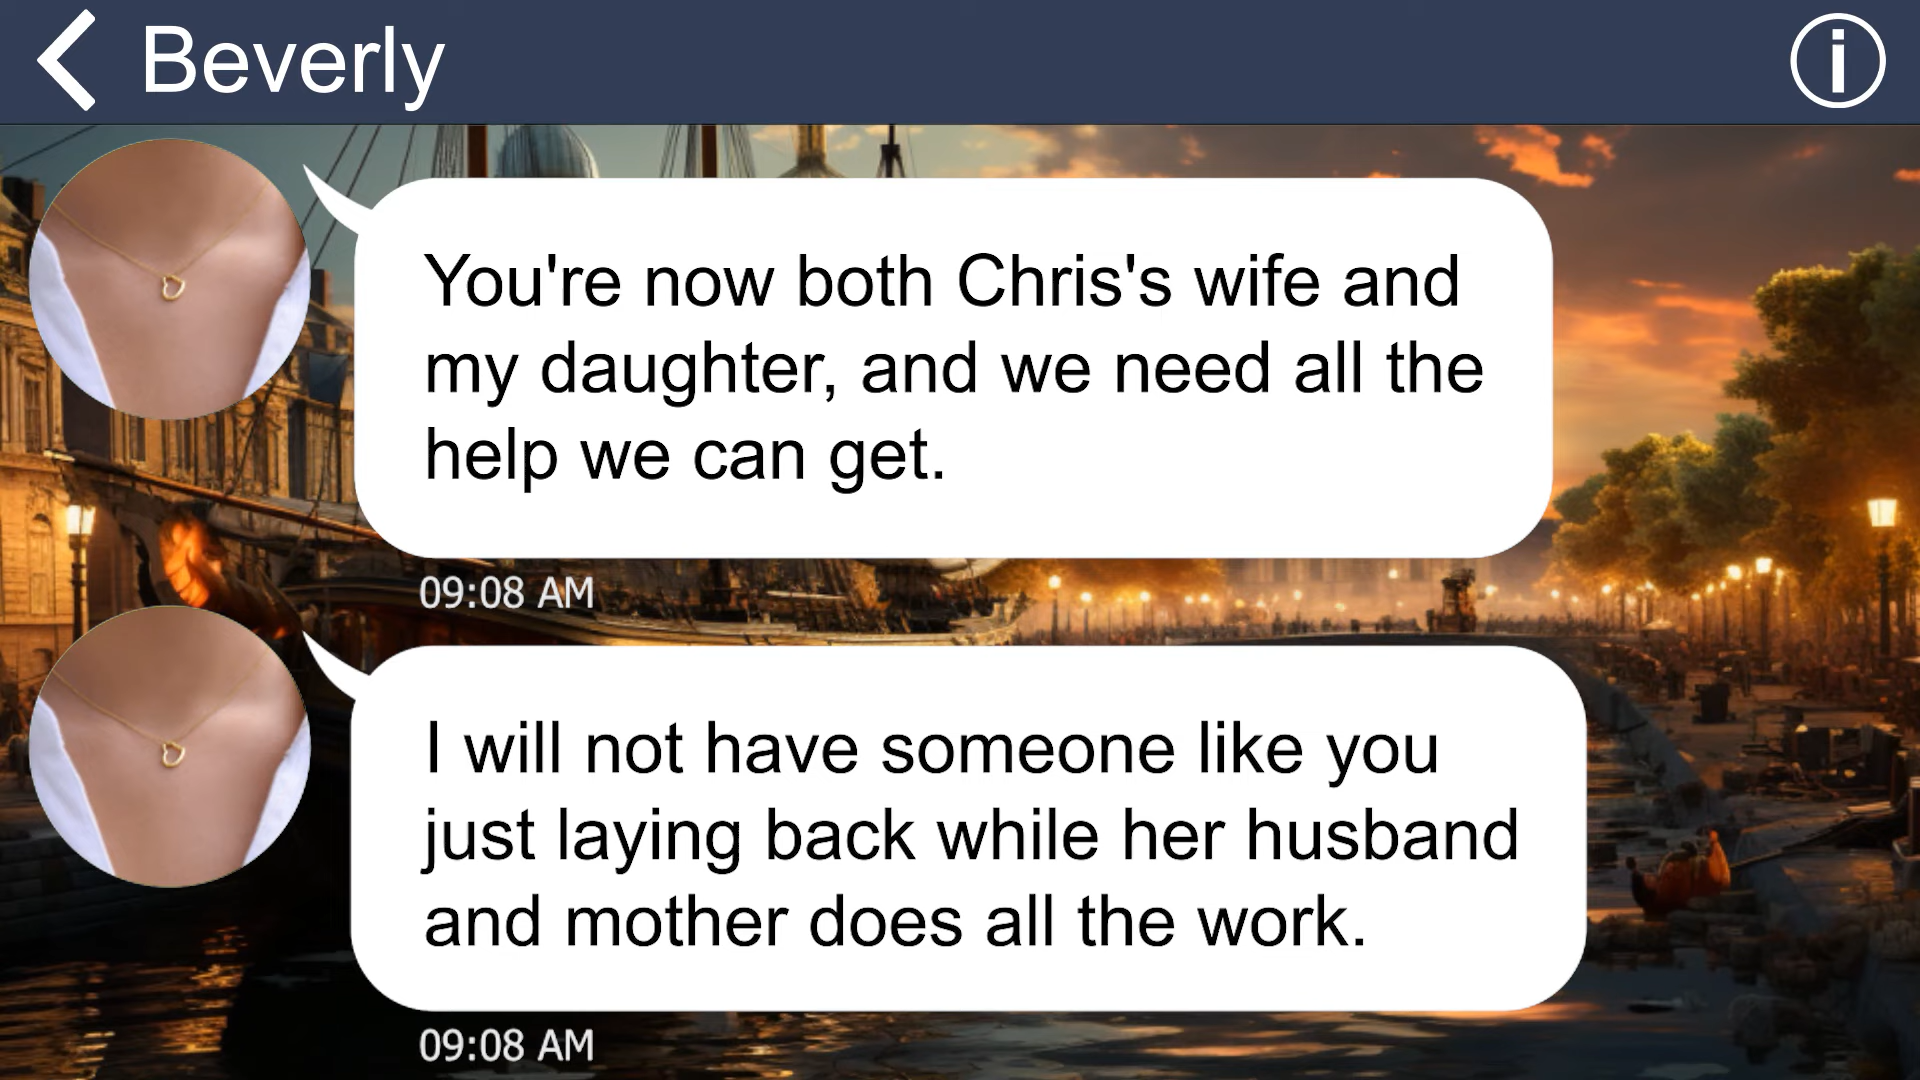 Beverly
You're now both Chris's wife and
my daughter, and we need all the
help we can get.
09:08 AM
I will not have someone like you
just laying back while her husband
and mother does all the work.
09:08 AM